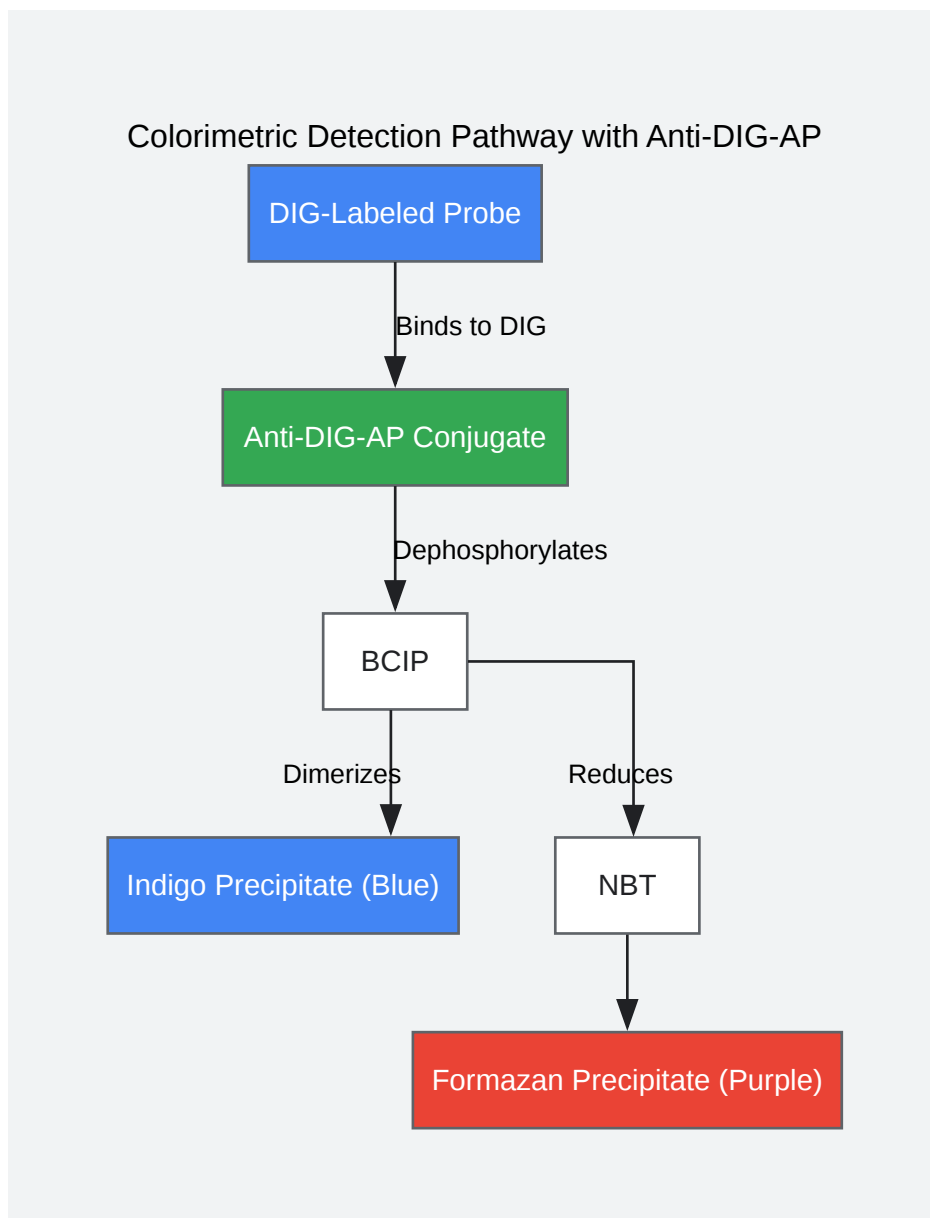 Colorimetric Detection Pathway with Anti-DIG-AP
DIG-Labeled Probe
Binds to DIG
Anti-DIG-AP Conjugate
Dephosphorylates
BCIP
Dimerizes
Reduces
Indigo Precipitate (Blue)
NBT
Formazan Precipitate (Purple)